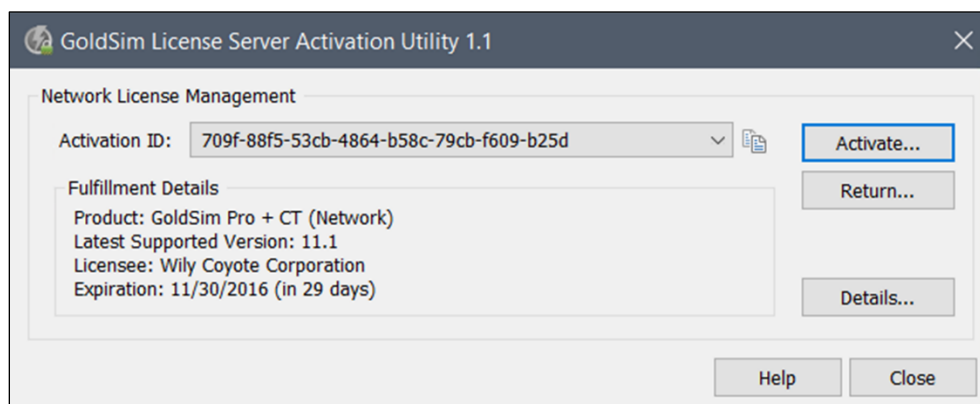 GoldSim License Server Activation Utility 1.1
Network License Management
Activation ID: 709f-88f5-53cb-4864-b58c-79cb-f609-b25d
Activate...
Return...
Fulfillment Details
Product: GoldSim Pro + CT (Network)
Latest Supported Version: 11.1
Licensee: Wily Coyote Corporation
Expiration: 11/30/2016 (in 29 days)
Details...
Help
Close